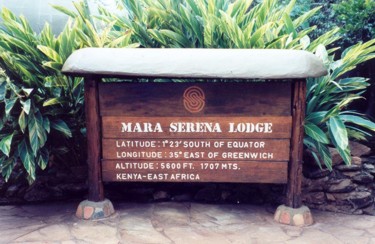 MARA SERENA LODGE
LATITUDE : 1°23' SOUTH OF EQUATOR
LONGITUDE : 35° EAST OF GREENWICH
ALTITUDE : 5600 FT. 1707 MTS.
KENYA-EAST AFRICA